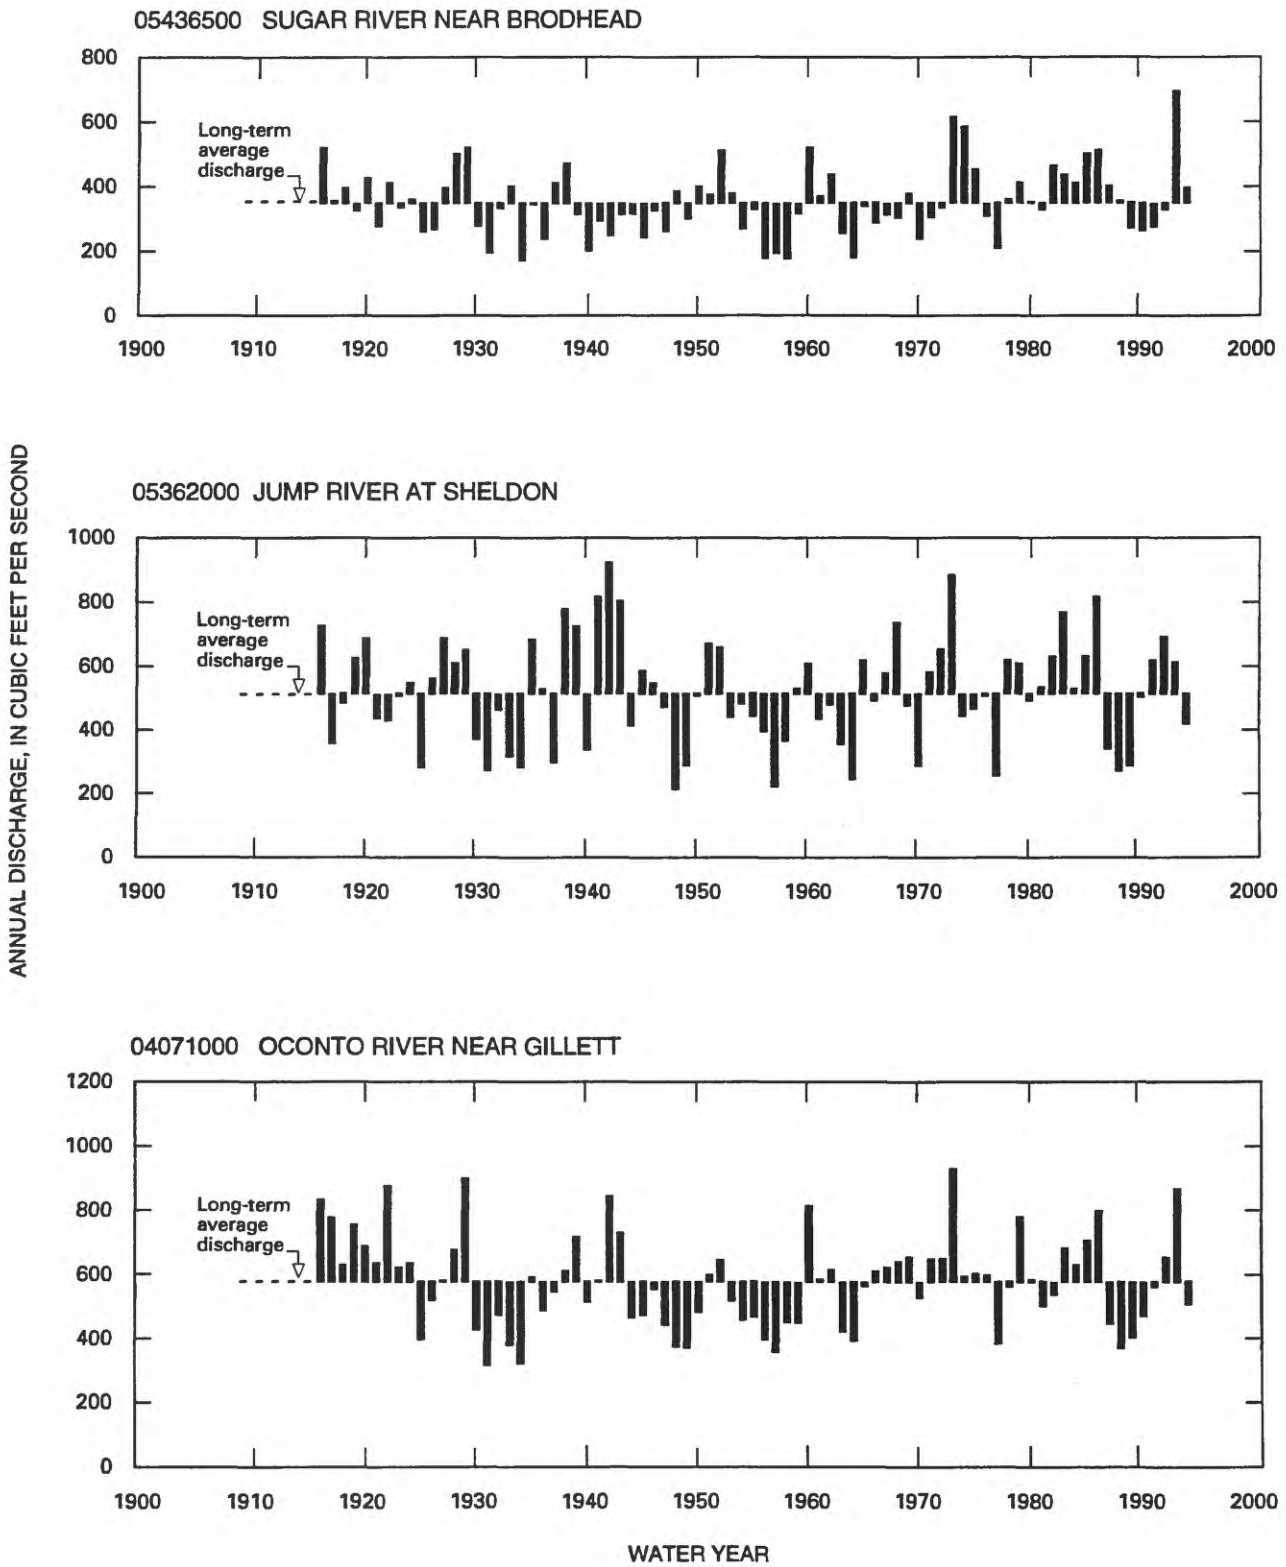 05436500 SUGAR RIVER NEAR BRODHEAD
800
600
400
200
0
Long-term
average
discharge
1900 1910 1920 1930 1940 1950 1960 1970 1980 1990 2000
ANNUAL DISCHARGE, IN CUBIC FEET PER SECOND
05362000 JUMP RIVER AT SHELDON
1000
800
600
400
200
0
Long-term
average
discharge
1900 1910 1920 1930 1940 1950 1960 1970 1980 1990 2000
04071000 OCONTO RIVER NEAR GILLETT
1200
1000
800
600
400
200
0
Long-term
average
discharge
1900 1910 1920 1930 1940 1950 1960 1970 1980 1990 2000
WATER YEAR